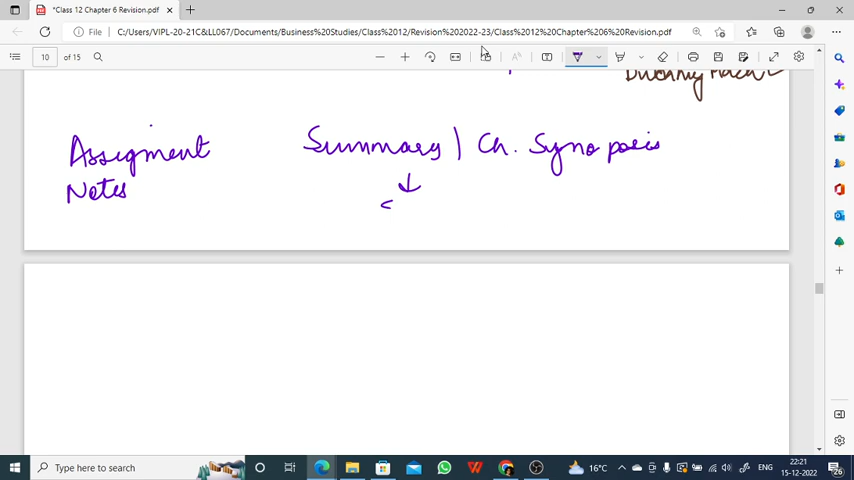 *Class 12 Chapter 6 Revision.pdf
File
C:/Users/VIPL-20-21C&LL067/Documents/Business%20Studies/Class%2012/Revision%202022-23/Class%2012%20Chapter%206%20Revision.pdf
10 of 15
Assigment Summary | Ch. Synopsis
Notes
Type here to search
16°C
ENG
22:21
15-12-2022
26